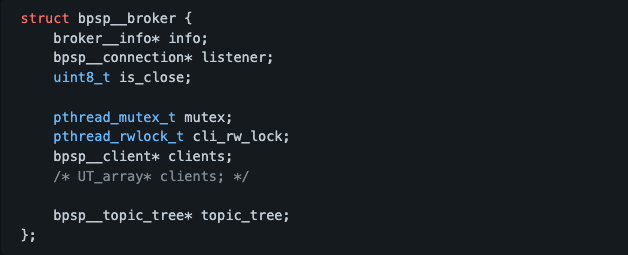 struct bpsp__broker {
    broker__info* info;
    bpsp__connection* listener;
    uint8_t is_close;

    pthread_mutex_t mutex;
    pthread_rwlock_t cli_rw_lock;
    bpsp__client* clients;
    /* UT_array* clients; */

    bpsp__topic_tree* topic_tree;
};